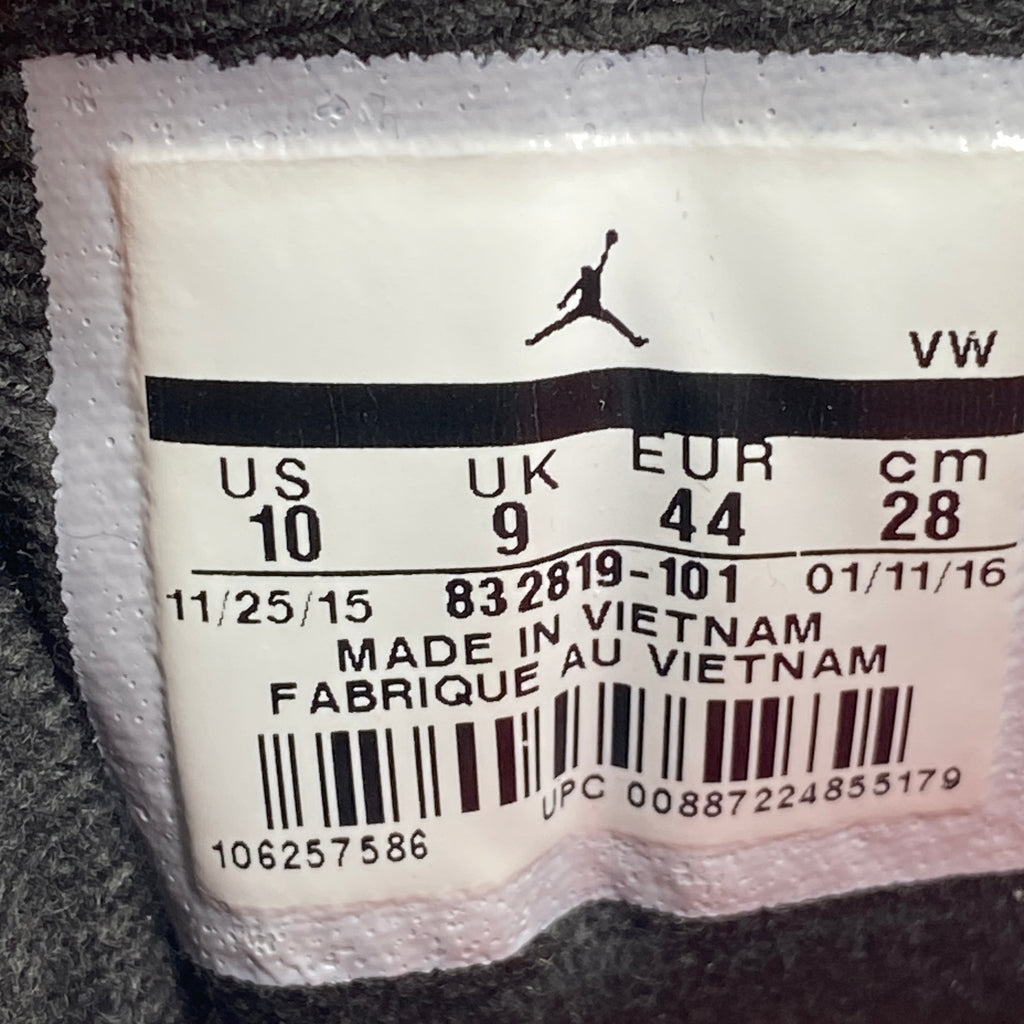 VW
US UK EUR cm
10 9 44 28
11/25/15 832819-101 01/11/16
MADE IN VIETNAM
FABRIQUE AU VIETNAM
UPC 00887224855179
106257586